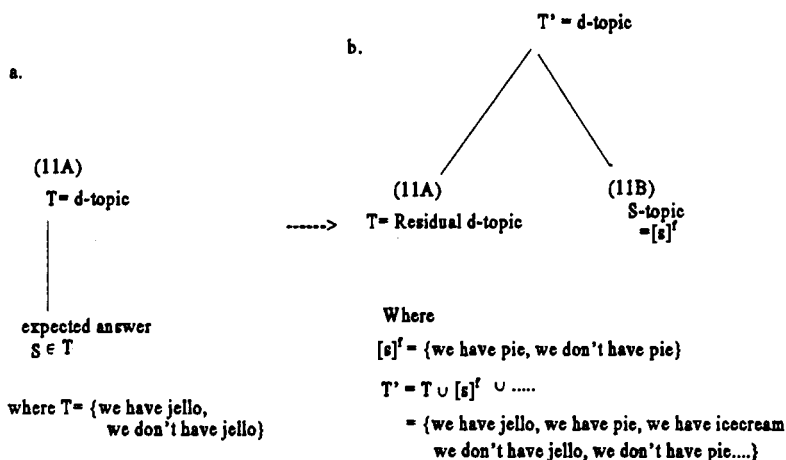 a.
(11A)
T= d-topic
expected answer
S ∈ T
where T= {we have jello,
we don't have jello}
------>
b.
T' = d-topic
(11A)
T= Residual d-topic
(11B)
S-topic
=[s]ᶠ
Where
[s]ᶠ = {we have pie, we don't have pie}
T' = T ∪ [s]ᶠ ∪ .....
= {we have jello, we have pie, we have icecream
we don't have jello, we don't have pie....}